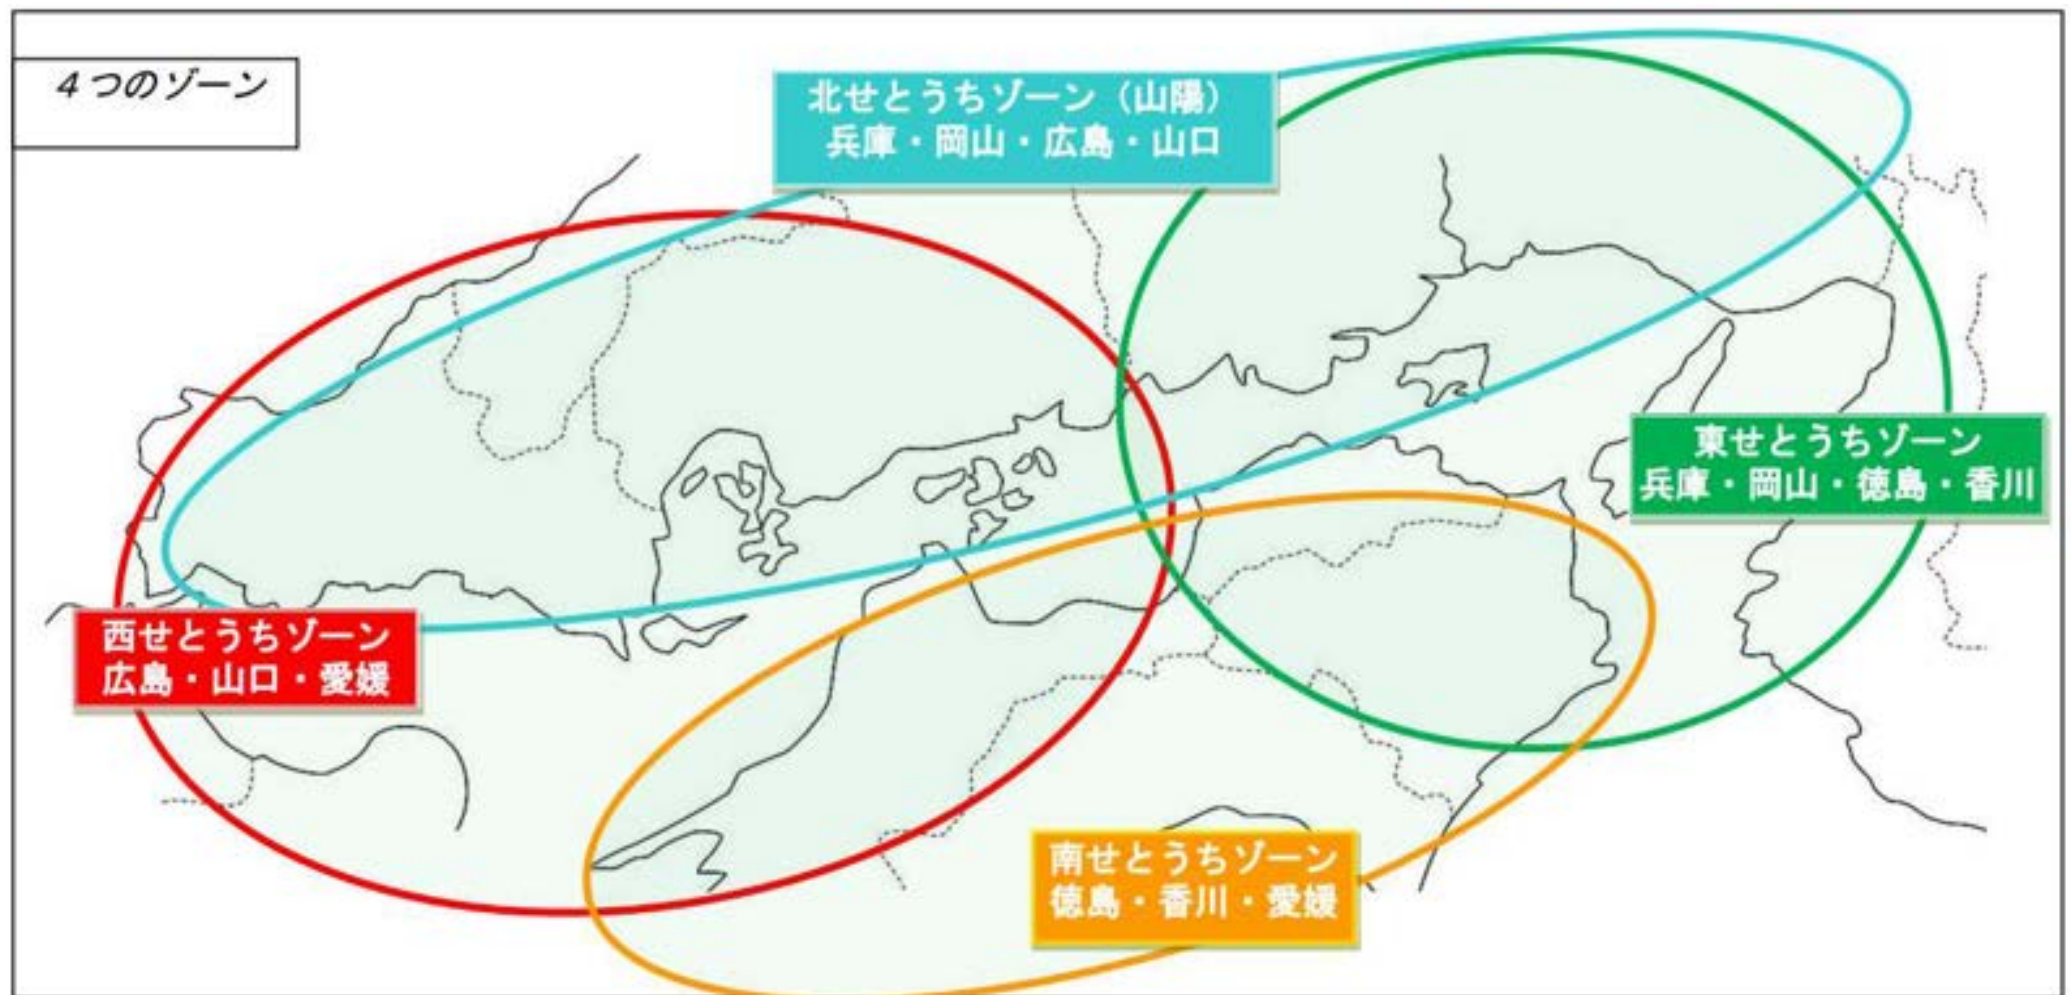 ４つのゾーン
北せとうちゾーン（山陽）
兵庫・岡山・広島・山口
東せとうちゾーン
兵庫・岡山・徳島・香川
西せとうちゾーン
広島・山口・愛媛
南せとうちゾーン
徳島・香川・愛媛